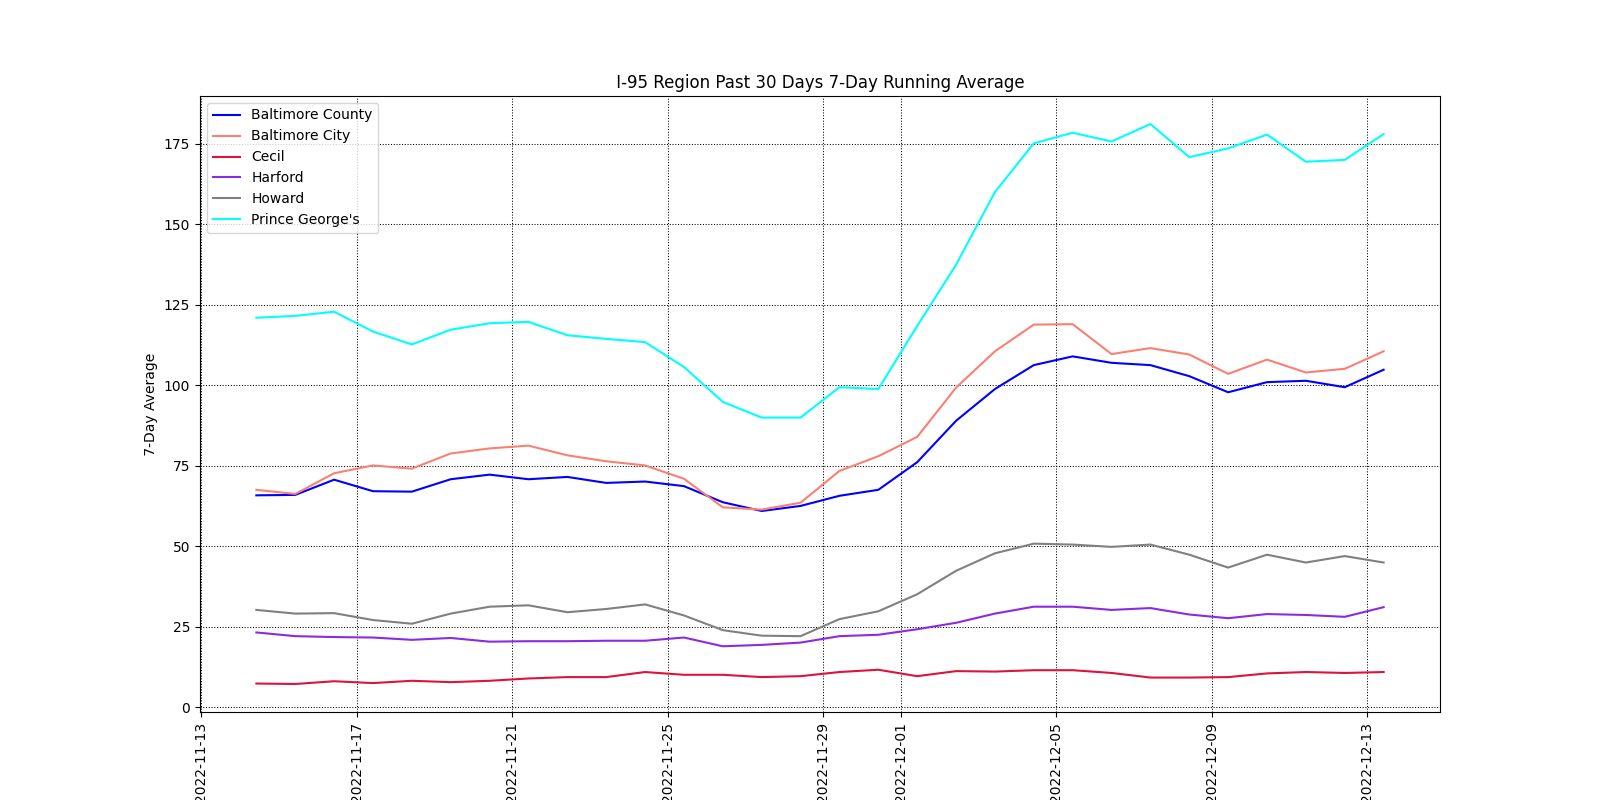 I-95 Region Past 30 Days 7-Day Running Average
Baltimore County
Baltimore City
Cecil
Harford
Howard
Prince George's
7-Day Average
175
150
125
100
75
50
25
0
2022-11-13
2022-11-17
2022-11-21
2022-11-25
2022-11-29
2022-12-01
2022-12-05
2022-12-09
2022-12-13